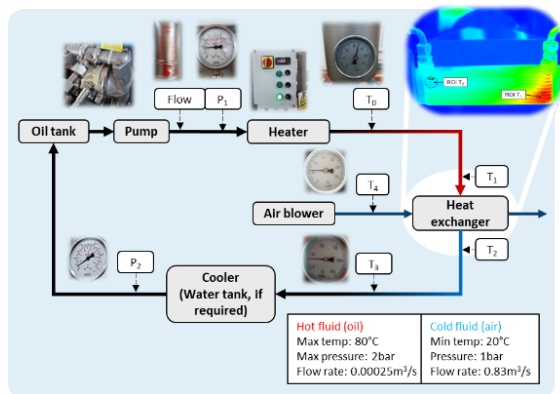 ROI T₂
ROI T₁
Flow
P₁
T₀
Oil tank
Pump
Heater
T₁
T₄
Air blower
Heat
exchanger
T₂
P₂
T₃
Cooler
(Water tank, if
required)
Hot fluid (oil)
Max temp: 80°C
Max pressure: 2bar
Flow rate: 0.00025m³/s
Cold fluid (air)
Min temp: 20°C
Pressure: 1bar
Flow rate: 0.83m³/s